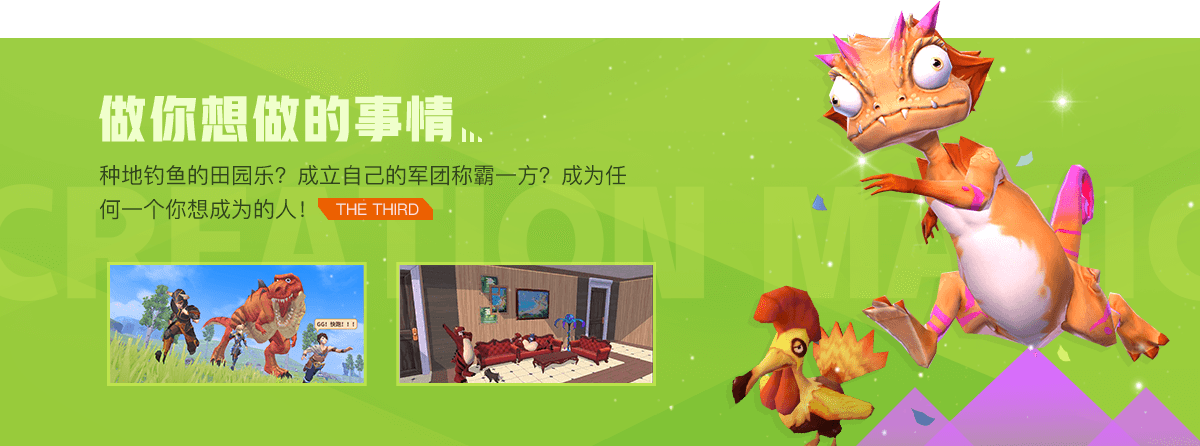 做你想做的事情...
种地钓鱼的田园乐？成立自己的军团称霸一方？成为任
何一个你想成为的人！ THE THIRD
CREATION MAGIC
GG！快跑！！！